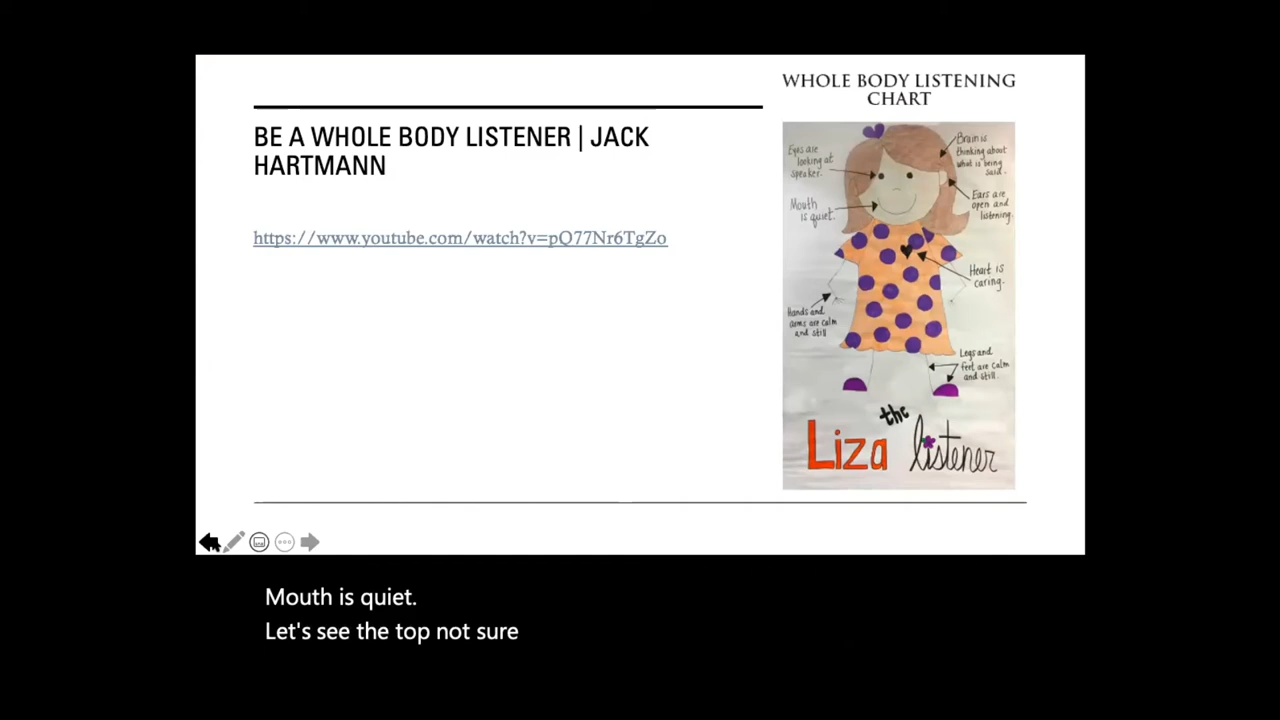 WHOLE BODY LISTENING
CHART
BE A WHOLE BODY LISTENER | JACK
HARTMANN
https://www.youtube.com/watch?v=pQ77Nr6TgZo
Eyes are
looking at
speaker.
Mouth
is quiet.
Hands and
arms are calm
and still
Brain is
thinking about
what is being
said.
Ears are
open and
listening.
Heart is
caring.
Legs and
feet are calm
and still.
Liza the listener
Mouth is quiet.
Let's see the top not sure